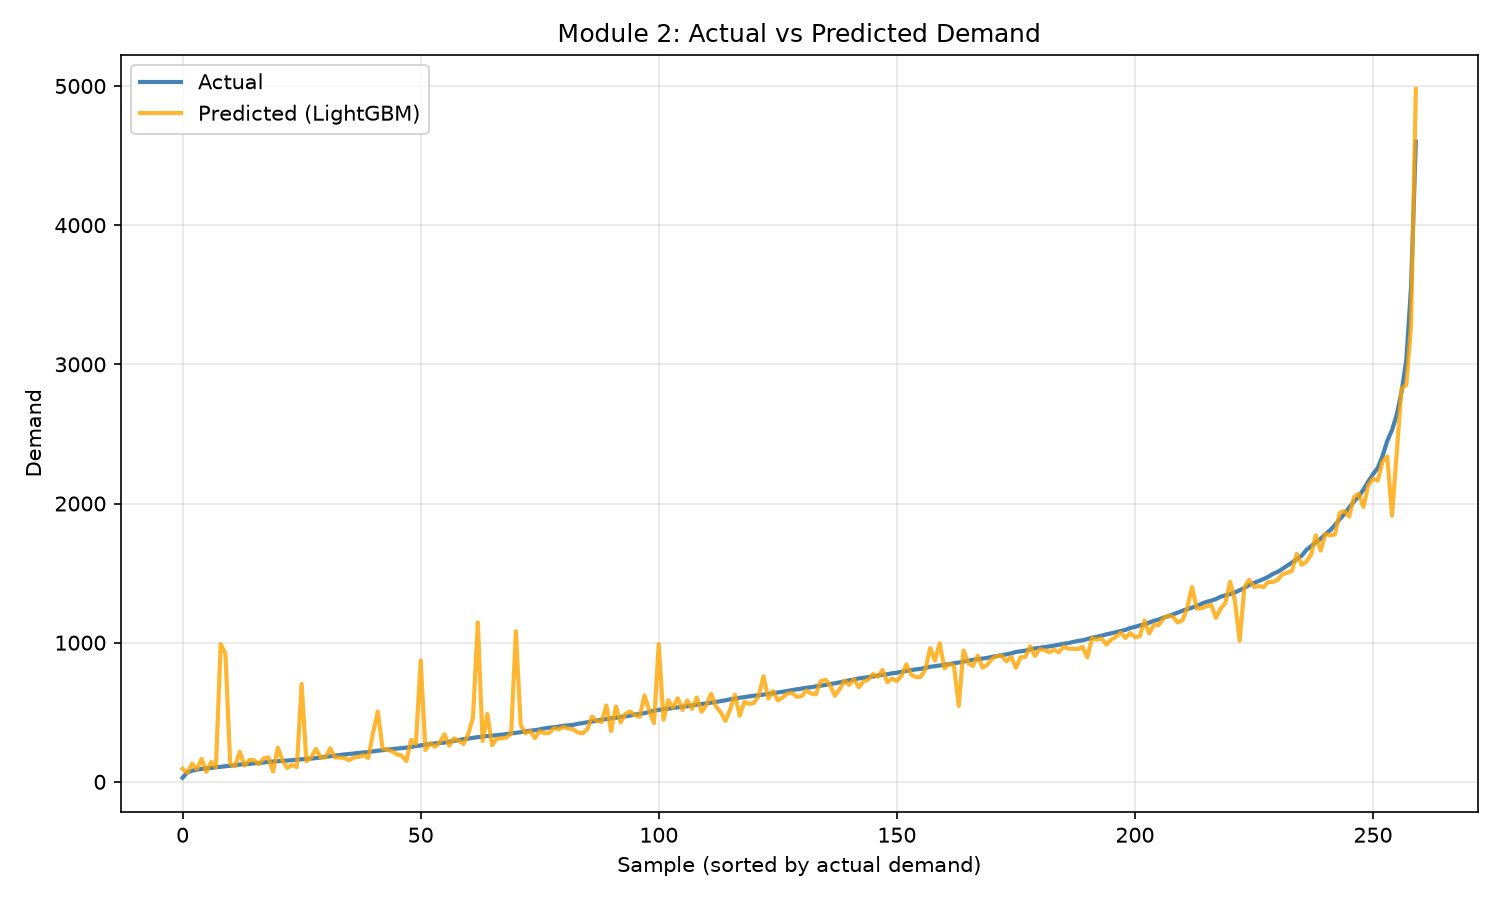 Module 2: Actual vs Predicted Demand
Actual
Predicted (LightGBM)
5000
4000
3000
2000
1000
0
Demand
0
50
100
150
200
250
Sample (sorted by actual demand)